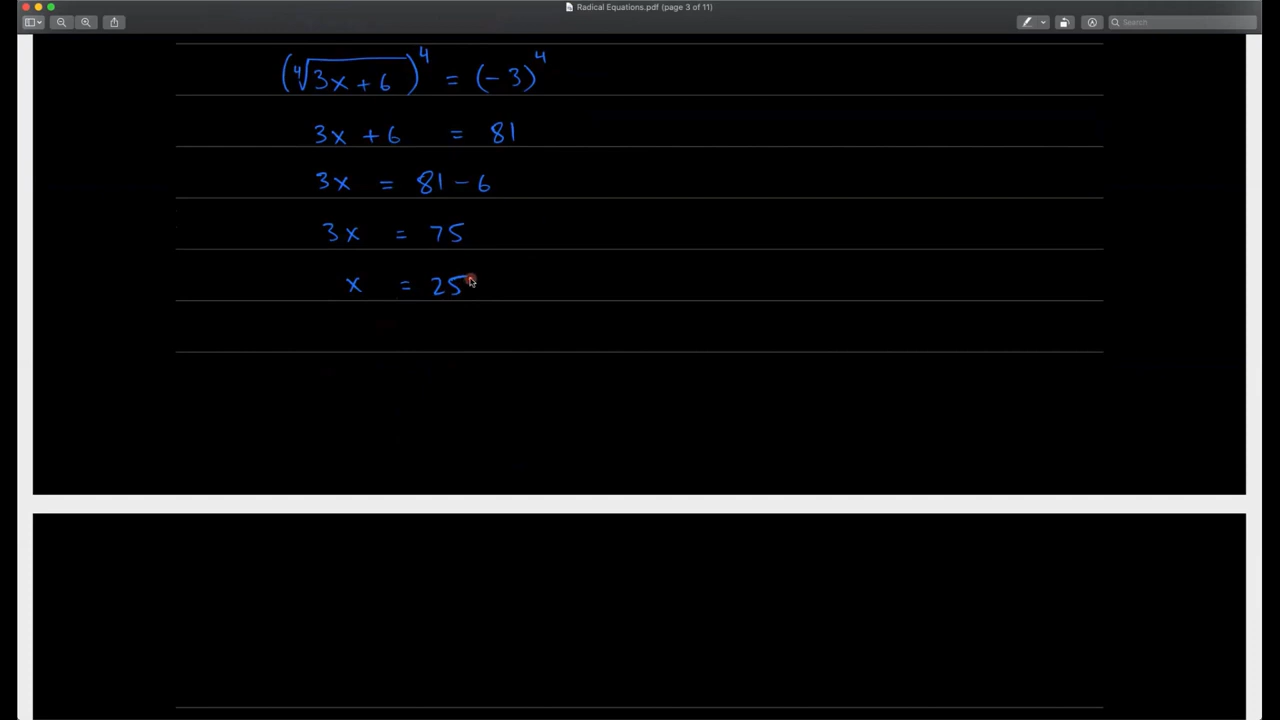 Radical Equations.pdf (page 3 of 11)
Search
(∜(3x + 6))⁴ = (-3)⁴
3x + 6 = 81
3x = 81 - 6
3x = 75
x = 25